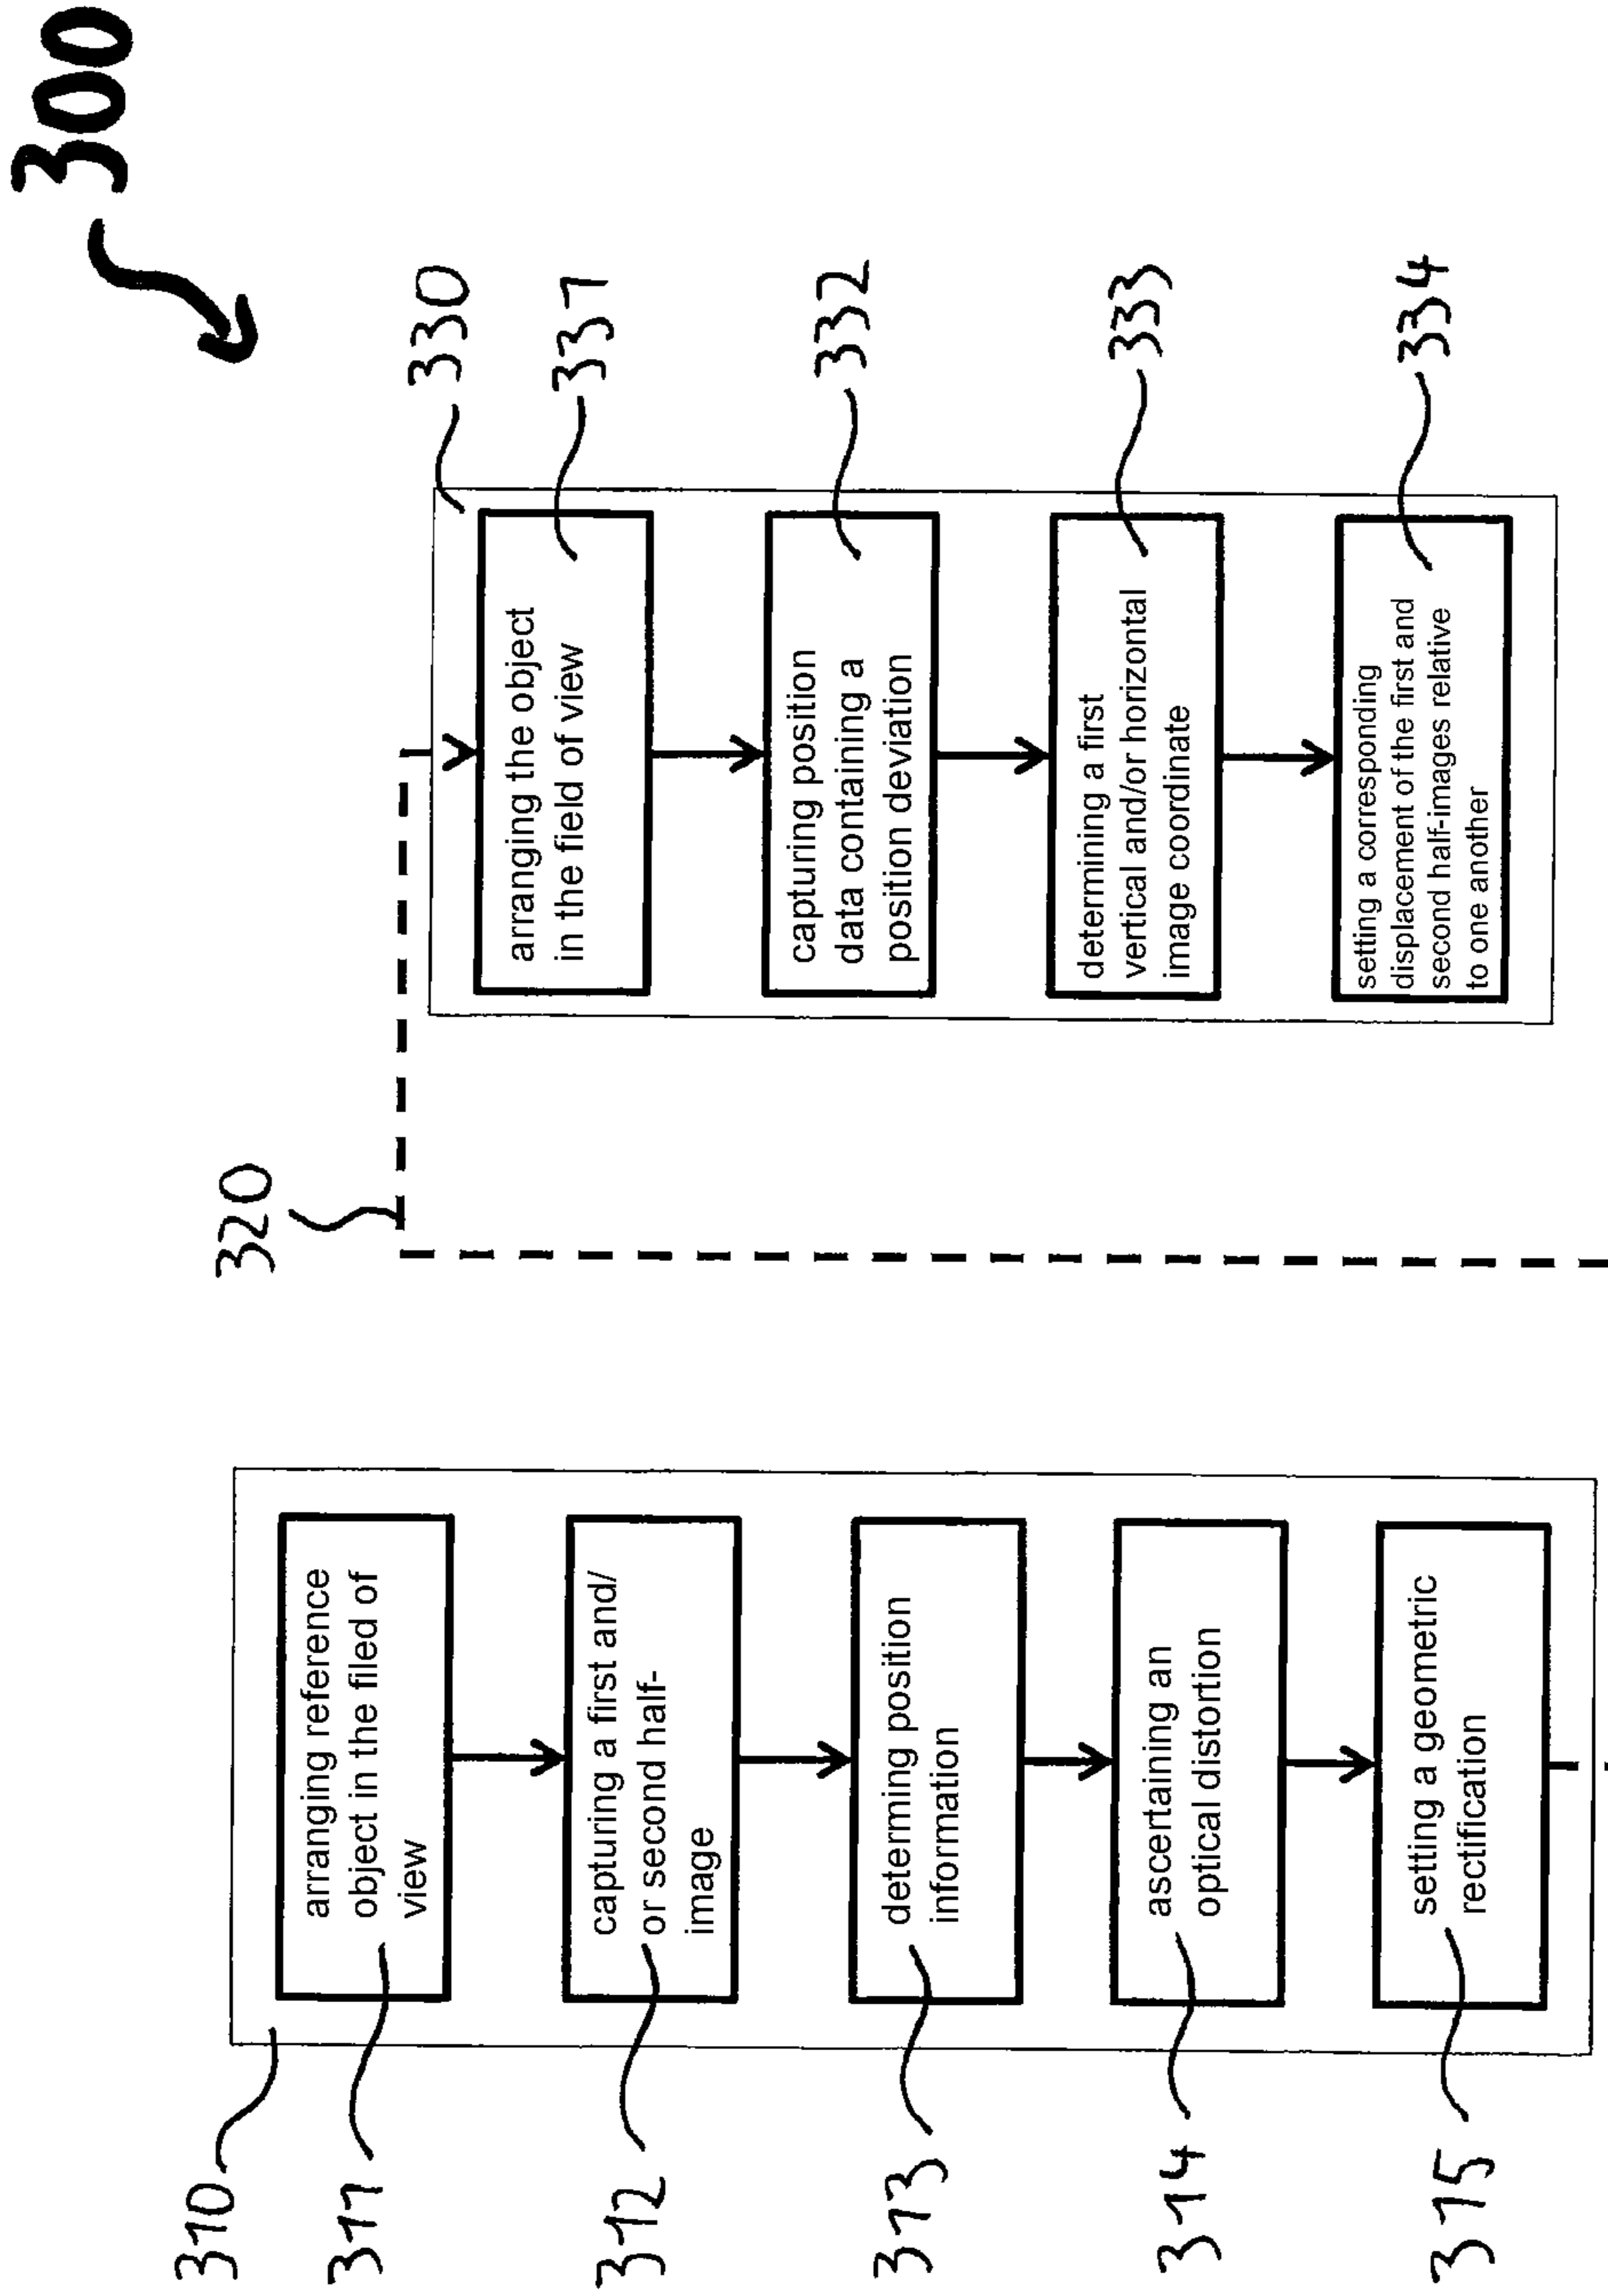 300
310
311
arranging reference
object in the filed of
view
312
capturing a first and/
or second half-
image
313
determining position
information
314
ascertaining an
optical distortion
315
setting a geometric
rectification
320
330
331
arranging the object
in the field of view
332
capturing position
data containing a
position deviation
333
determining a first
vertical and/or horizontal
image coordinate
334
setting a corresponding
displacement of the first and
second half-images relative
to one another